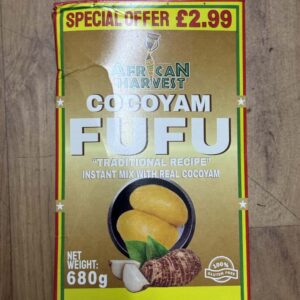 SPECIAL OFFER £2.99
AFRICAN
HARVEST
COCOYAM
FUFU
"TRADITIONAL RECIPE"
INSTANT MIX WITH REAL COCOYAM
NET
WEIGHT:
680g
100%
GLUTEN FREE